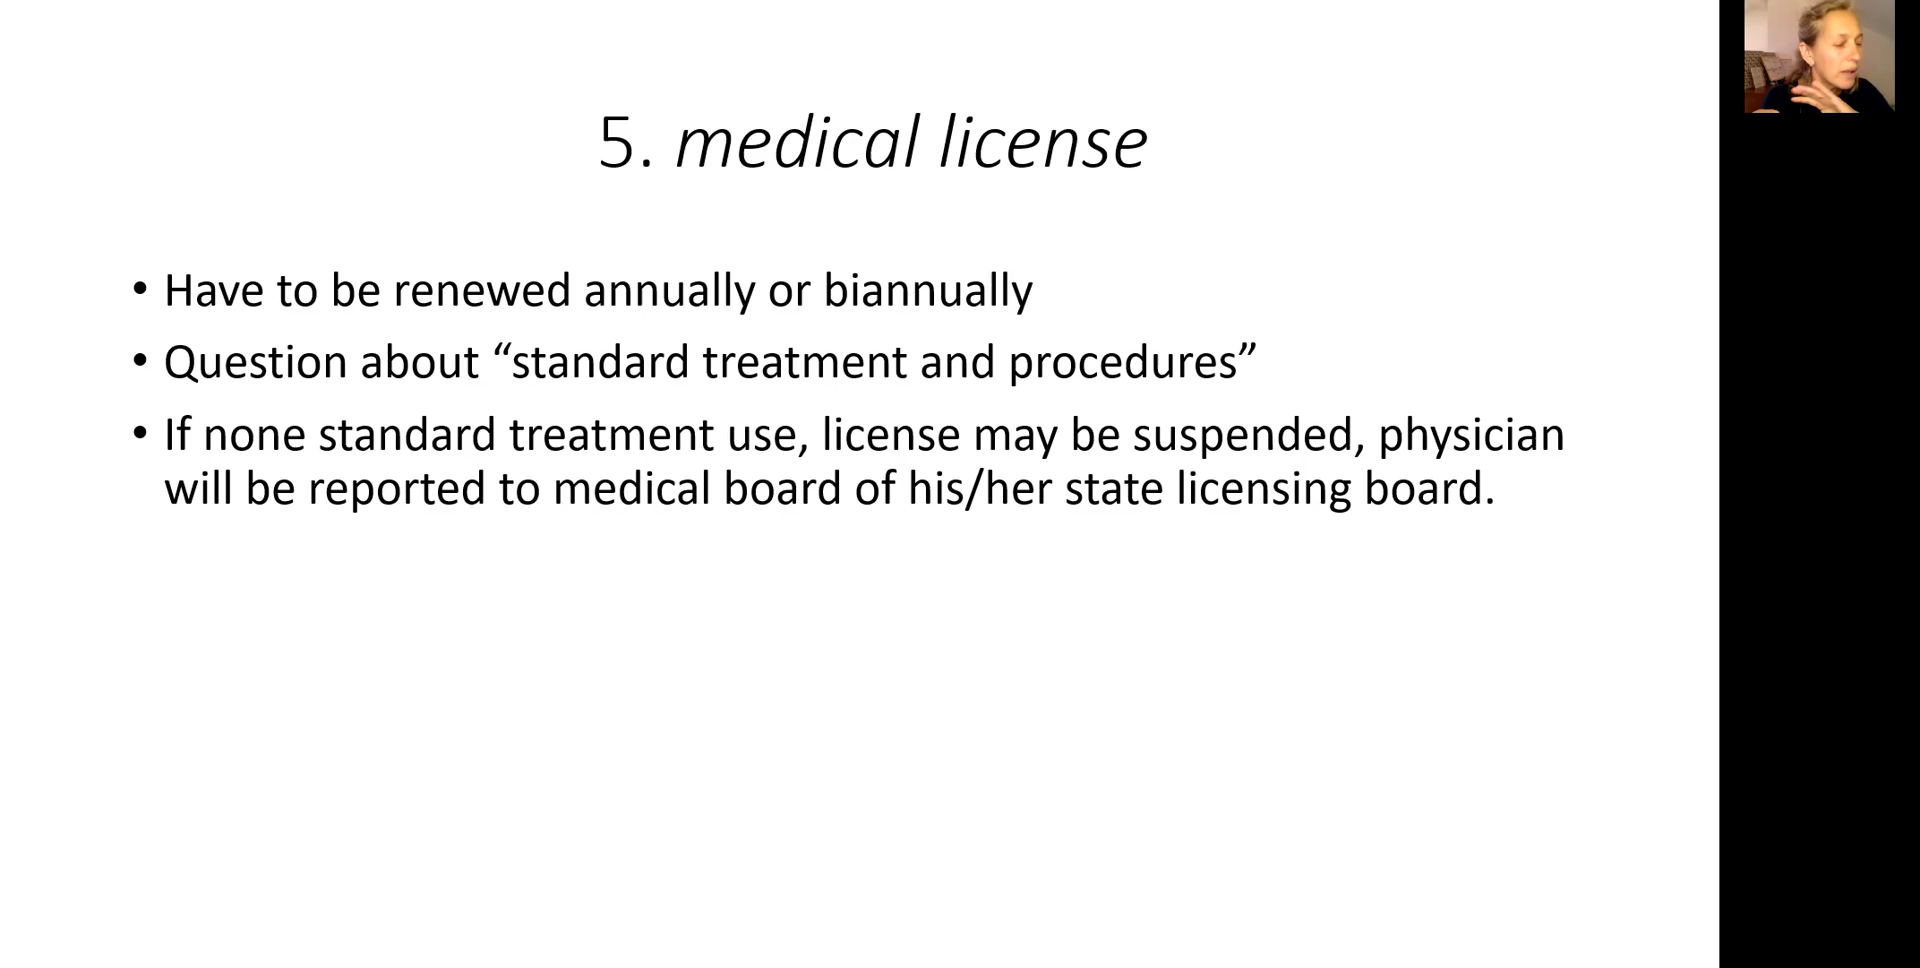 5. medical license
• Have to be renewed annually or biannually
• Question about “standard treatment and procedures”
• If none standard treatment use, license may be suspended, physician
will be reported to medical board of his/her state licensing board.